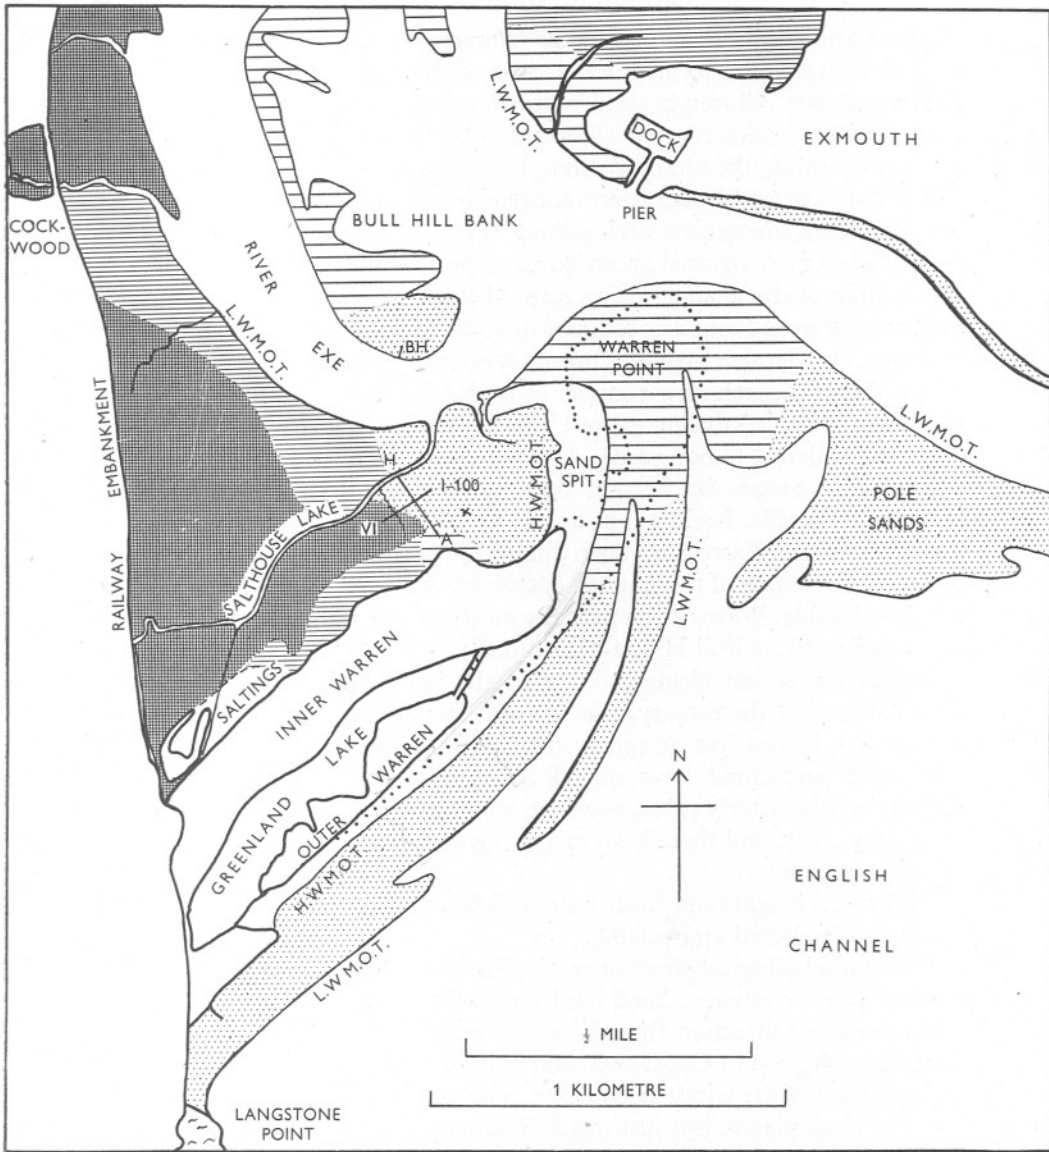 L.W.M.O.T.
DOCK
EXMOUTH
COCK-
WOOD
BULL HILL BANK
PIER
RIVER
EXE
L.W.M.O.T.
BH
WARREN
POINT
L.W.M.O.T.
RAILWAY EMBANKMENT
H
I-100
VI
A
SALTHOUSE LAKE
H.W.M.O.T.
SAND
SPIT
POLE
SANDS
L.W.M.O.T.
SALTINGS
INNER WARREN
GREENLAND LAKE
OUTER WARREN
H.W.M.O.T.
L.W.M.O.T.
N
ENGLISH
CHANNEL
½ MILE
1 KILOMETRE
LANGSTONE
POINT